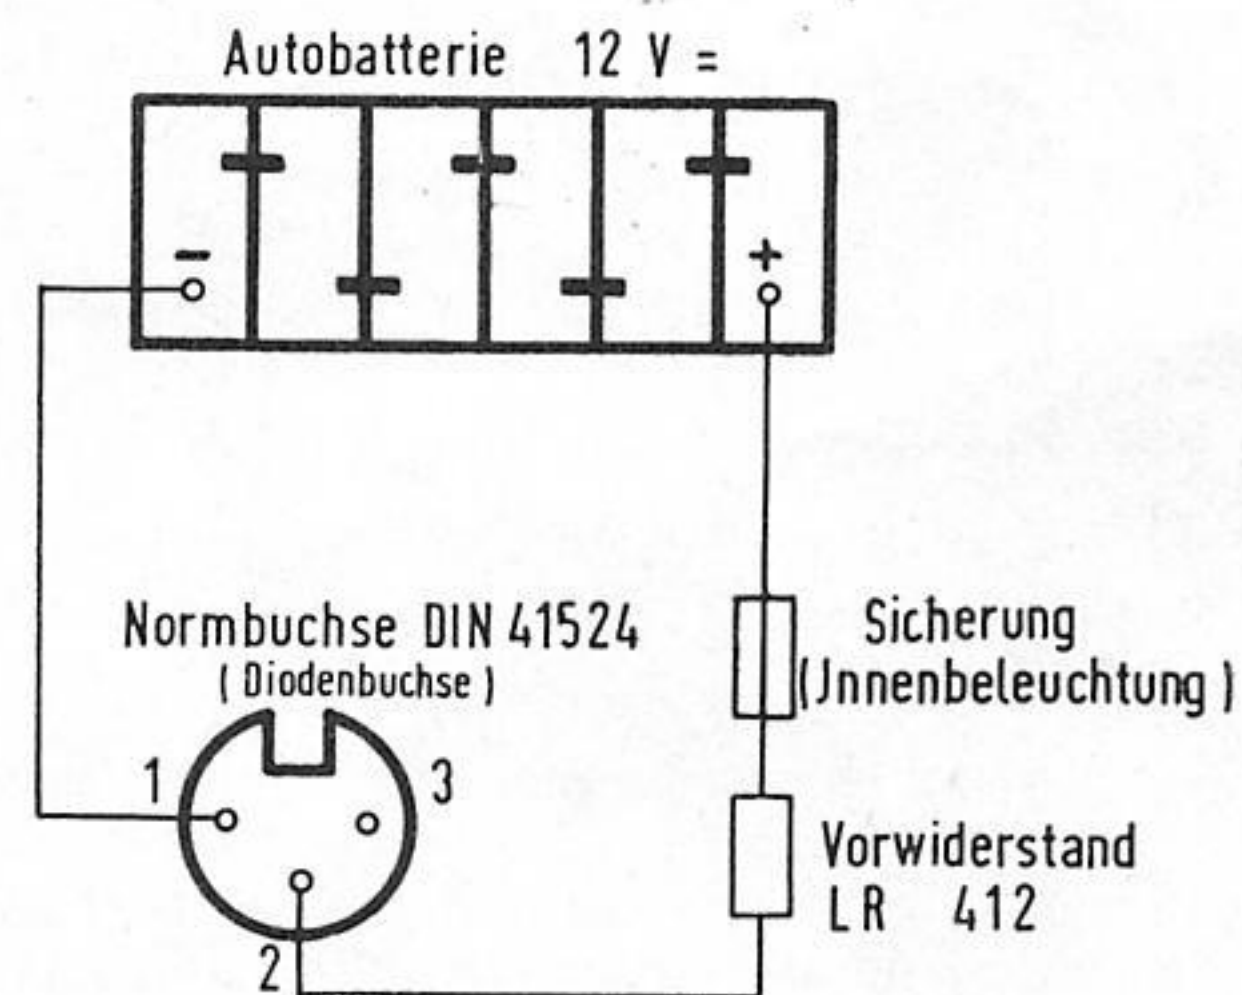 Autobatterie 12 V =
- +
Normbuchse DIN 41524
( Diodenbuchse )
Sicherung
(Jnnenbeleuchtung )
1 3
Vorwiderstand
LR 412
2